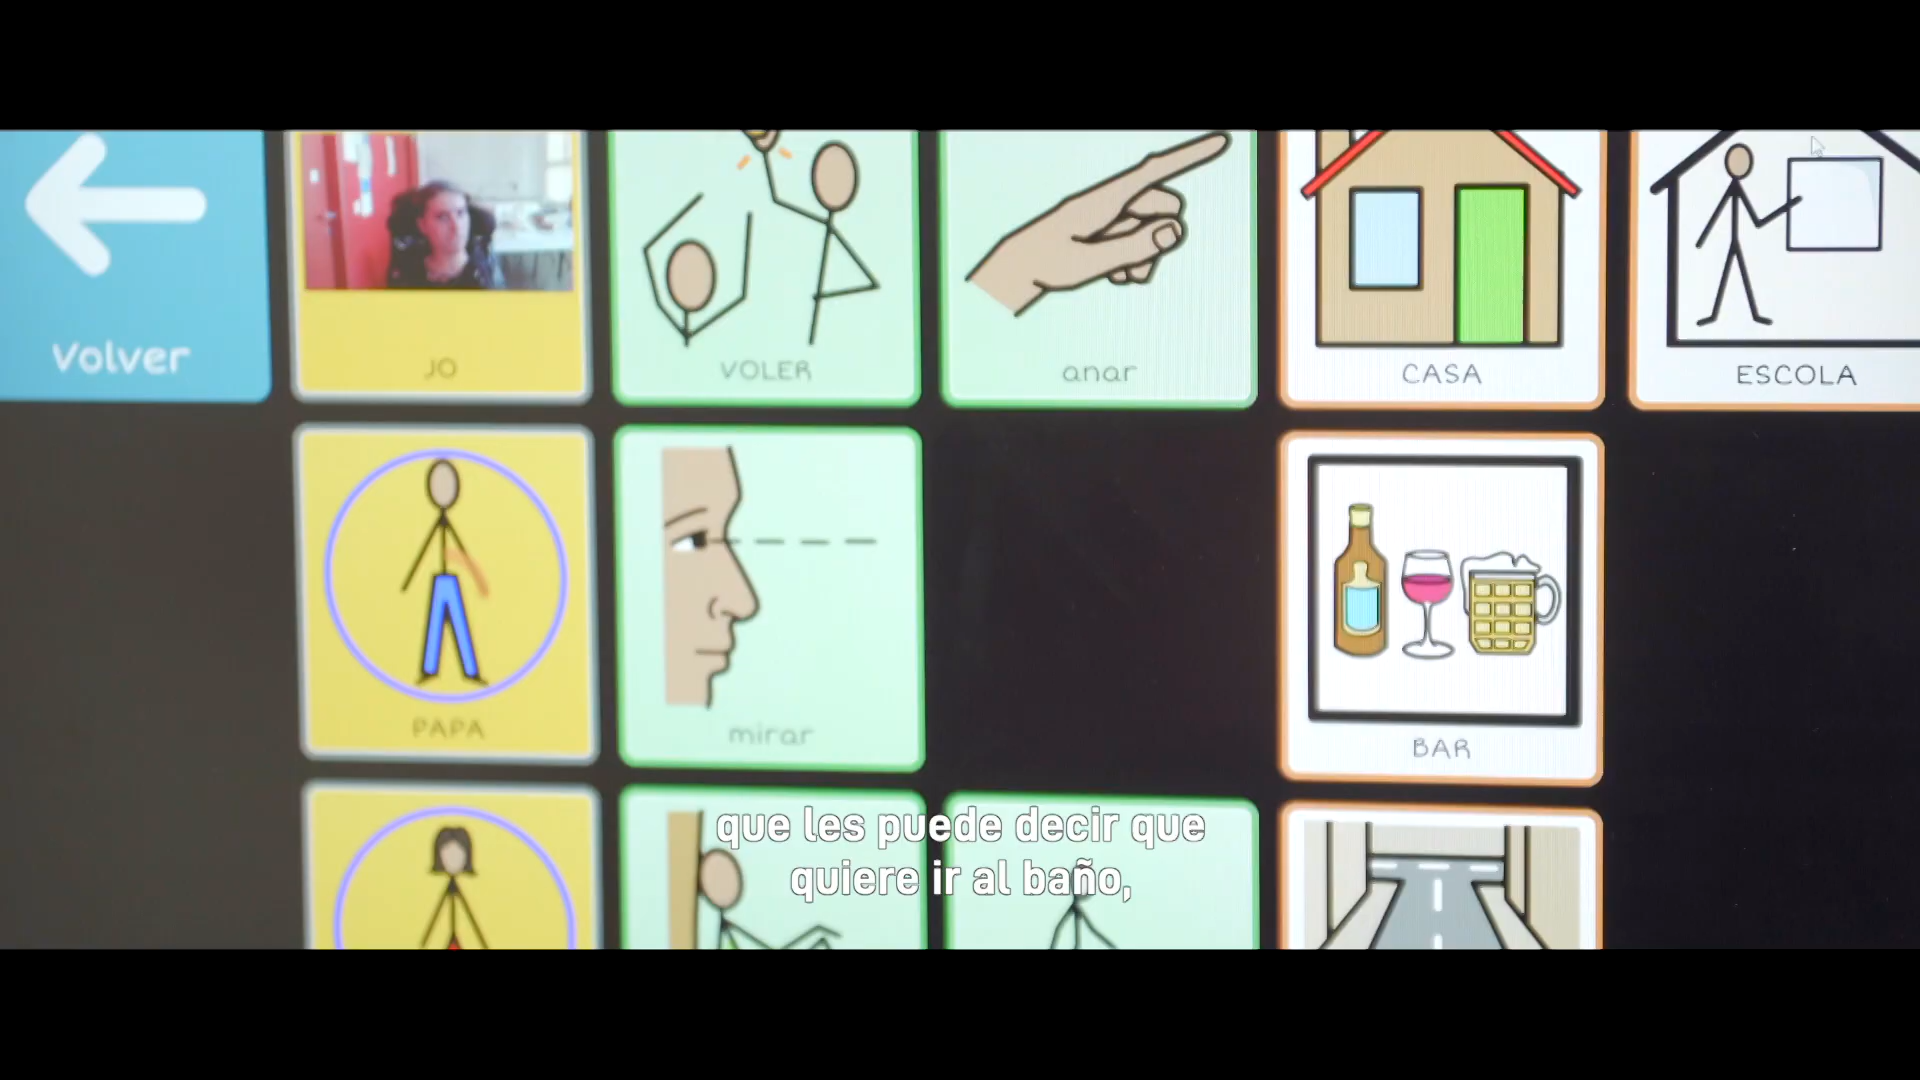 Volver
JO
VOLER
anar
CASA
ESCOLA
PAPA
mirar
BAR
que les puede decir que
quiere ir al baño,